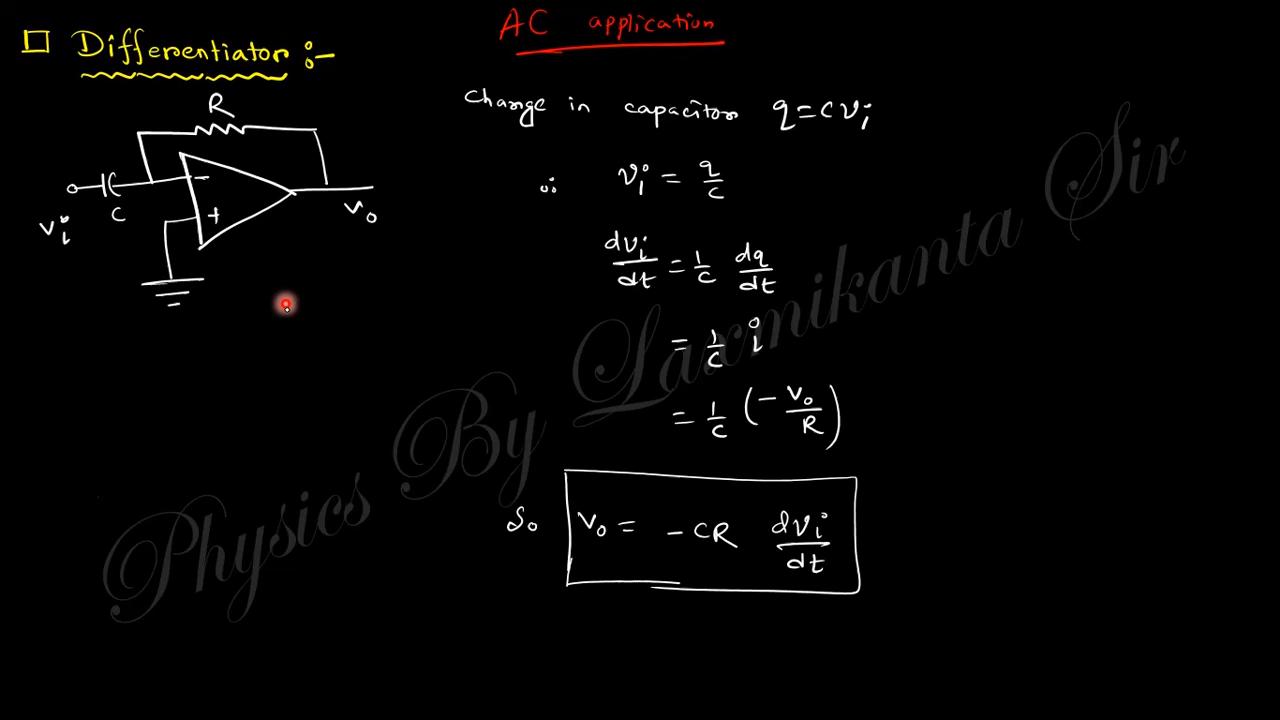 AC application
□ Differentiator :-
R
C
Vi
Vo
-
+
Change in capacitor q = CVi
∴ Vi = q/C
dVi/dt = 1/C dq/dt
= 1/C i
= 1/C (- Vo/R)
So Vo = - CR dVi/dt
Physics By Laxmikanta Sir